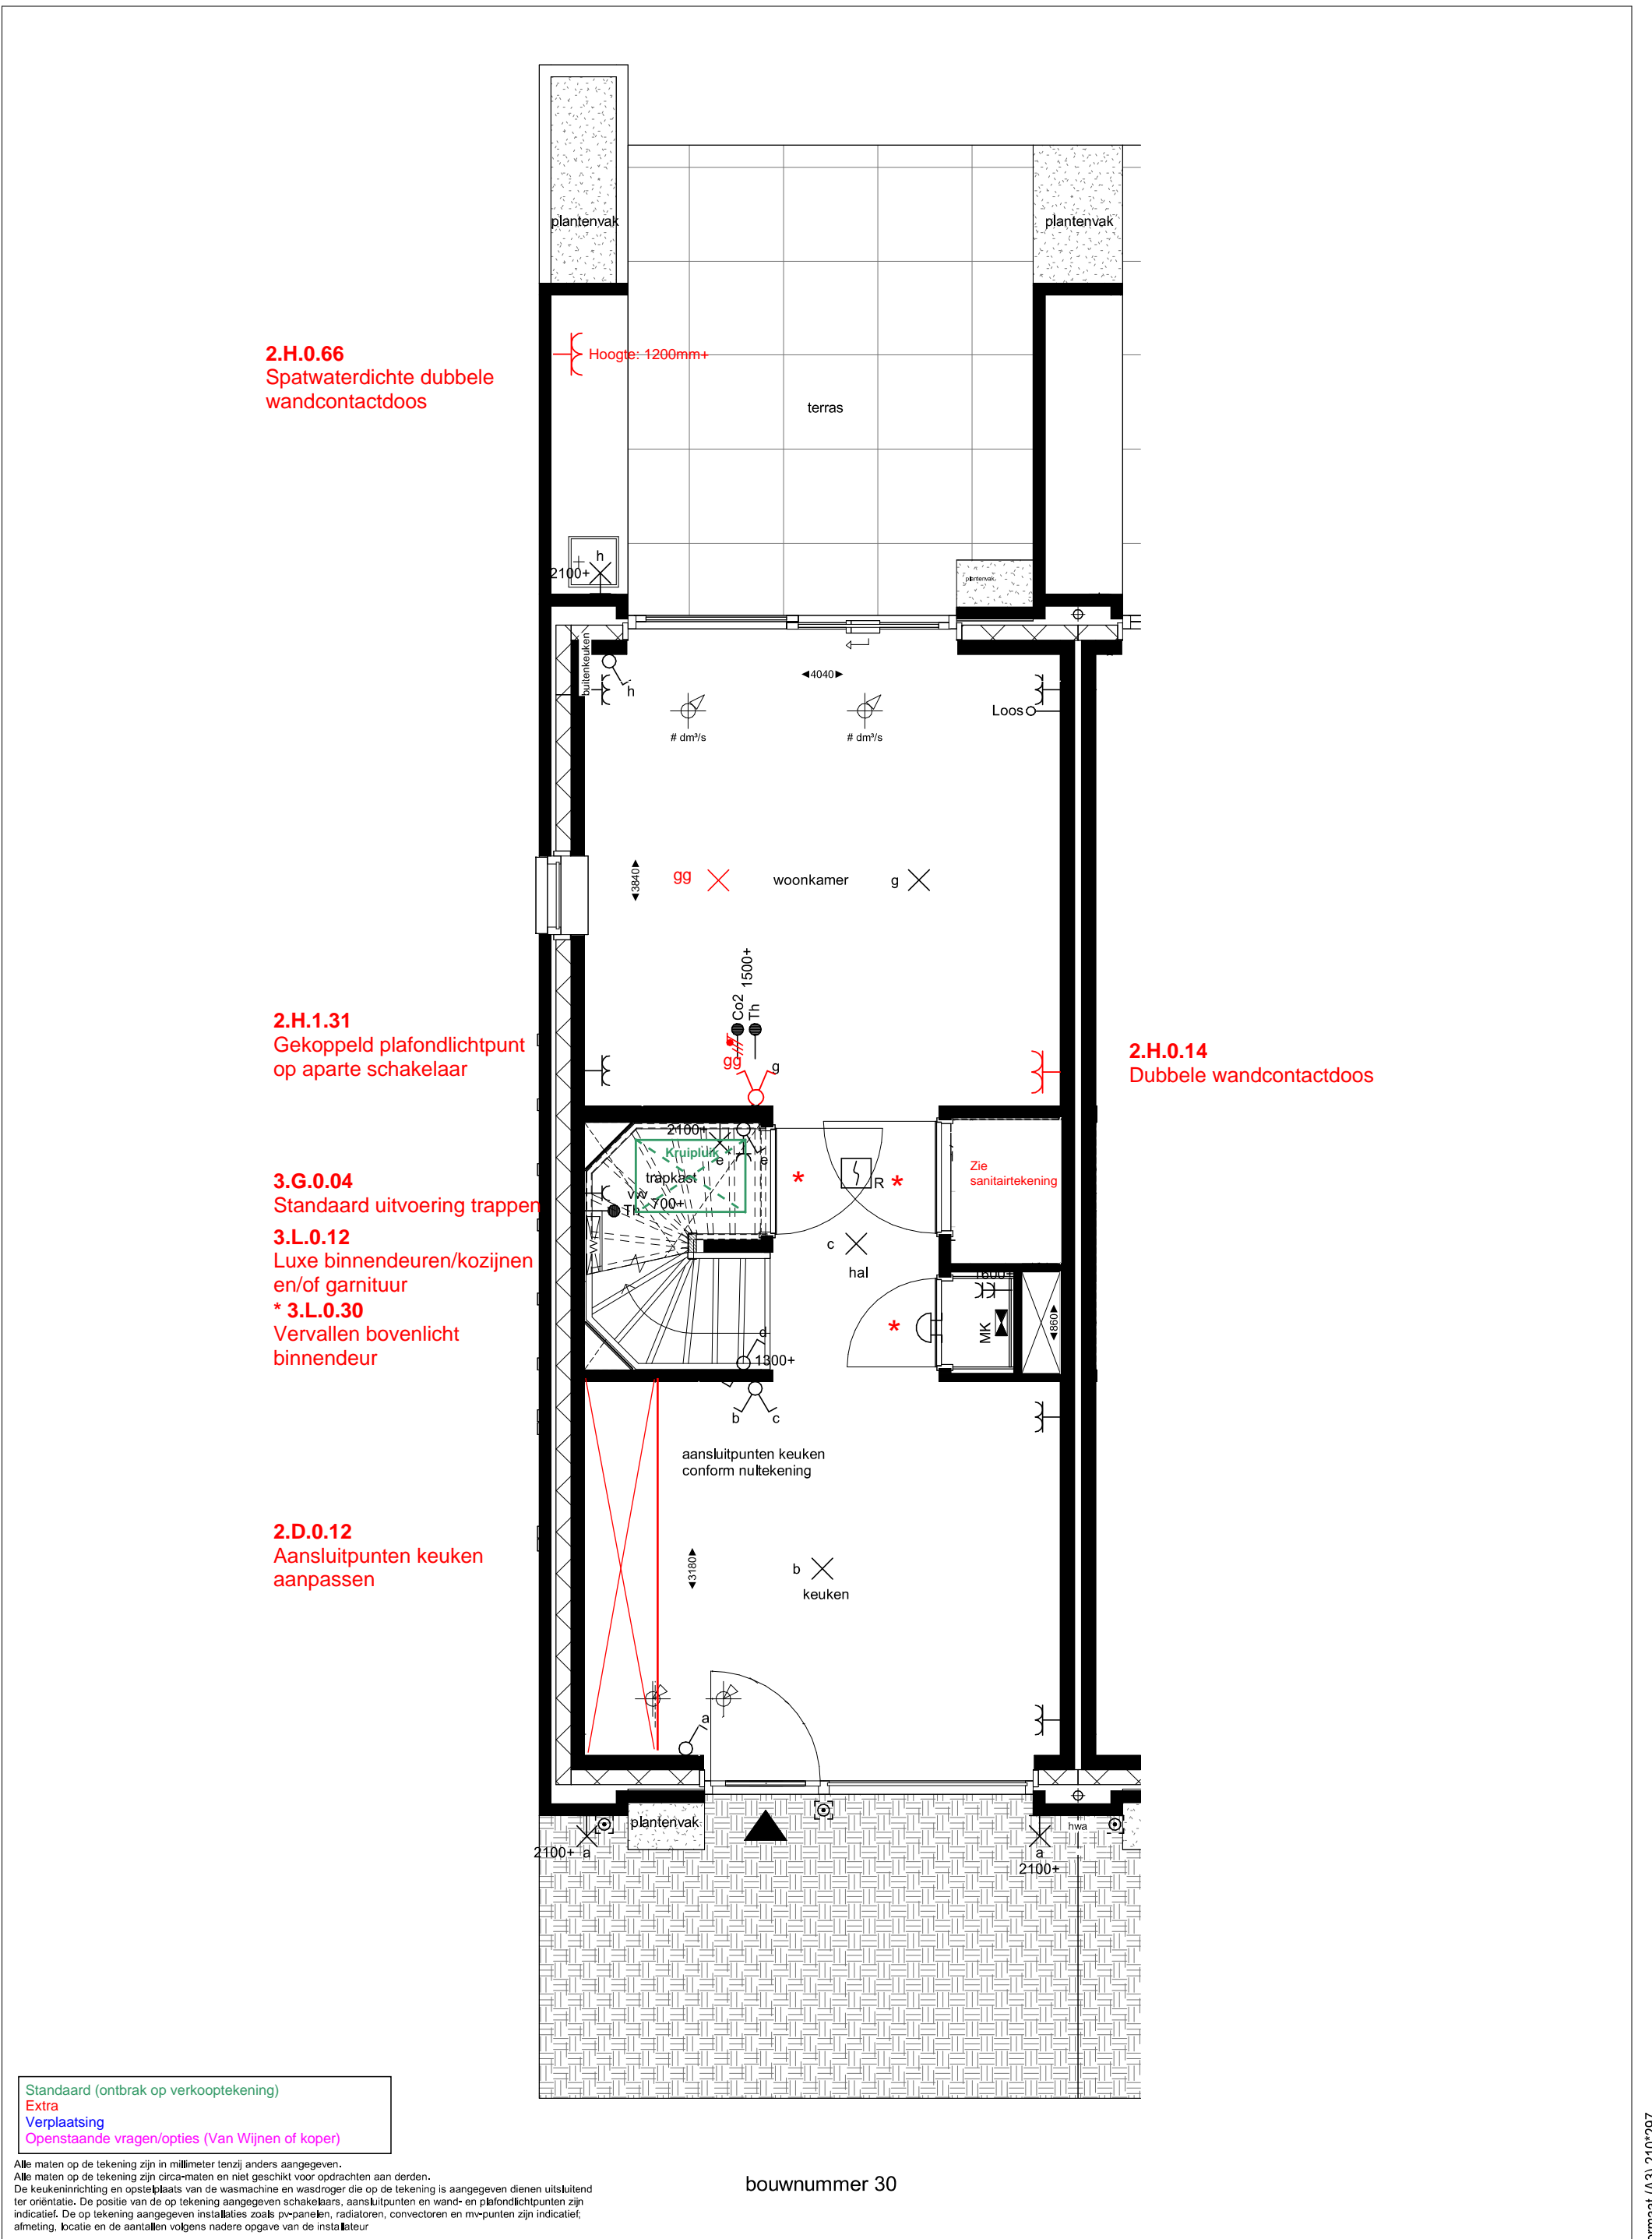 plantenvak
plantenvak
2.H.0.66
Spatwaterdichte dubbele
wandcontactdoos
Hoogte: 1200mm+
terras
h
2100+
plantenvak
buitenkeuken
h
◄4040►
Loos
# dm³/s
# dm³/s
◄3840►
gg
woonkamer
g
Co2
1500+
Th
gg
g
2.H.1.31
Gekoppeld plafondlichtpunt
op aparte schakelaar
2.H.0.14
Dubbele wandcontactdoos
2100+
e
e
Kruipluik
trapkast
vw
700+
Th
*
R
*
Zie
sanitairtekening
3.G.0.04
Standaard uitvoering trappen
3.L.0.12
Luxe binnendeuren/kozijnen
en/of garnituur
* 3.L.0.30
Vervallen bovenlicht
binnendeur
c
hal
1600+
*
MK
◄860►
d
1300+
b
c
aansluitpunten keuken
conform nultekening
2.D.0.12
Aansluitpunten keuken
aanpassen
◄3180►
b
keuken
a
plantenvak
2100+ a
hwa
a
2100+
Standaard (ontbrak op verkooptekening)
Extra
Verplaatsing
Openstaande vragen/opties (Van Wijnen of koper)
Alle maten op de tekening zijn in millimeter tenzij anders aangegeven.
Alle maten op de tekening zijn circa-maten en niet geschikt voor opdrachten aan derden.
De keukeninrichting en opstelplaats van de wasmachine en wasdroger die op de tekening is aangegeven dienen uitsluitend
ter oriëntatie. De positie van de op tekening aangegeven schakelaars, aansluitpunten en wand- en plafondlichtpunten zijn
indicatief. De op tekening aangegeven installaties zoals pv-panelen, radiatoren, convectoren en mv-punten zijn indicatief,
afmeting, locatie en de aantallen volgens nadere opgave van de installateur
bouwnummer 30
(A3) 210*297